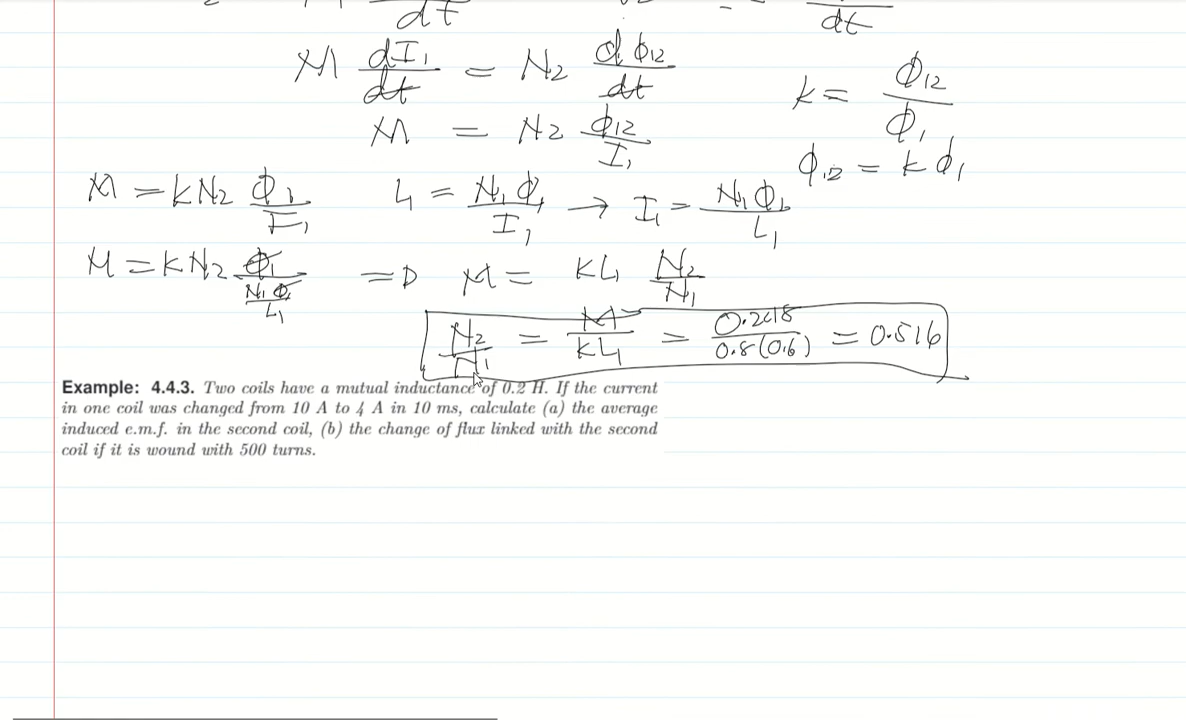 dt dt
M dI₁/dt = N₂ dϕ₁₂/dt
k = ϕ₁₂/ϕ₁
M = N₂ ϕ₁₂/I₁
ϕ₁₂ = kϕ₁
M = kN₂ ϕ₁/I₁ L₁ = N₁ϕ₁/I₁ → I₁ = N₁ϕ₁/L₁
M = kN₂ ϕ₁/(N₁ϕ₁/L₁) => M = kL₁ N₂/N₁
N₂/N₁ = M/kL₁ = 0.2418/0.8(0.6) = 0.516
Example: 4.4.3. Two coils have a mutual inductance of 0.2 H. If the current
in one coil was changed from 10 A to 4 A in 10 ms, calculate (a) the average
induced e.m.f. in the second coil, (b) the change of flux linked with the second
coil if it is wound with 500 turns.